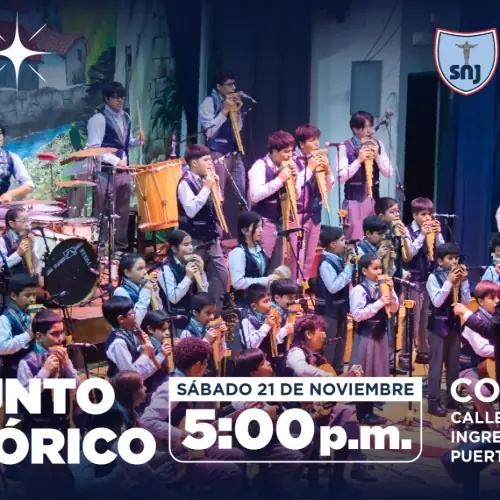 SNJ
UNTO
ÓRICO
SÁBADO 21 DE NOVIEMBRE
5:00 p.m.
CO
CALLE
INGRE
PUERT